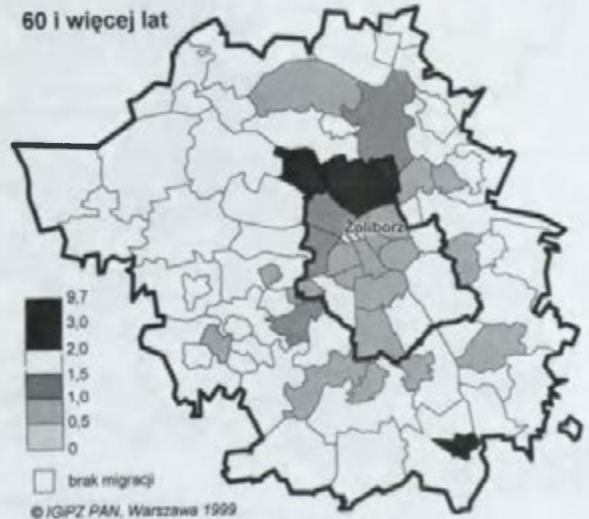 60 i więcej lat
Żoliborz
9,7
3,0
2,0
1,5
1,0
0,5
0
brak migracji
© IGiPZ PAN, Warszawa 1999